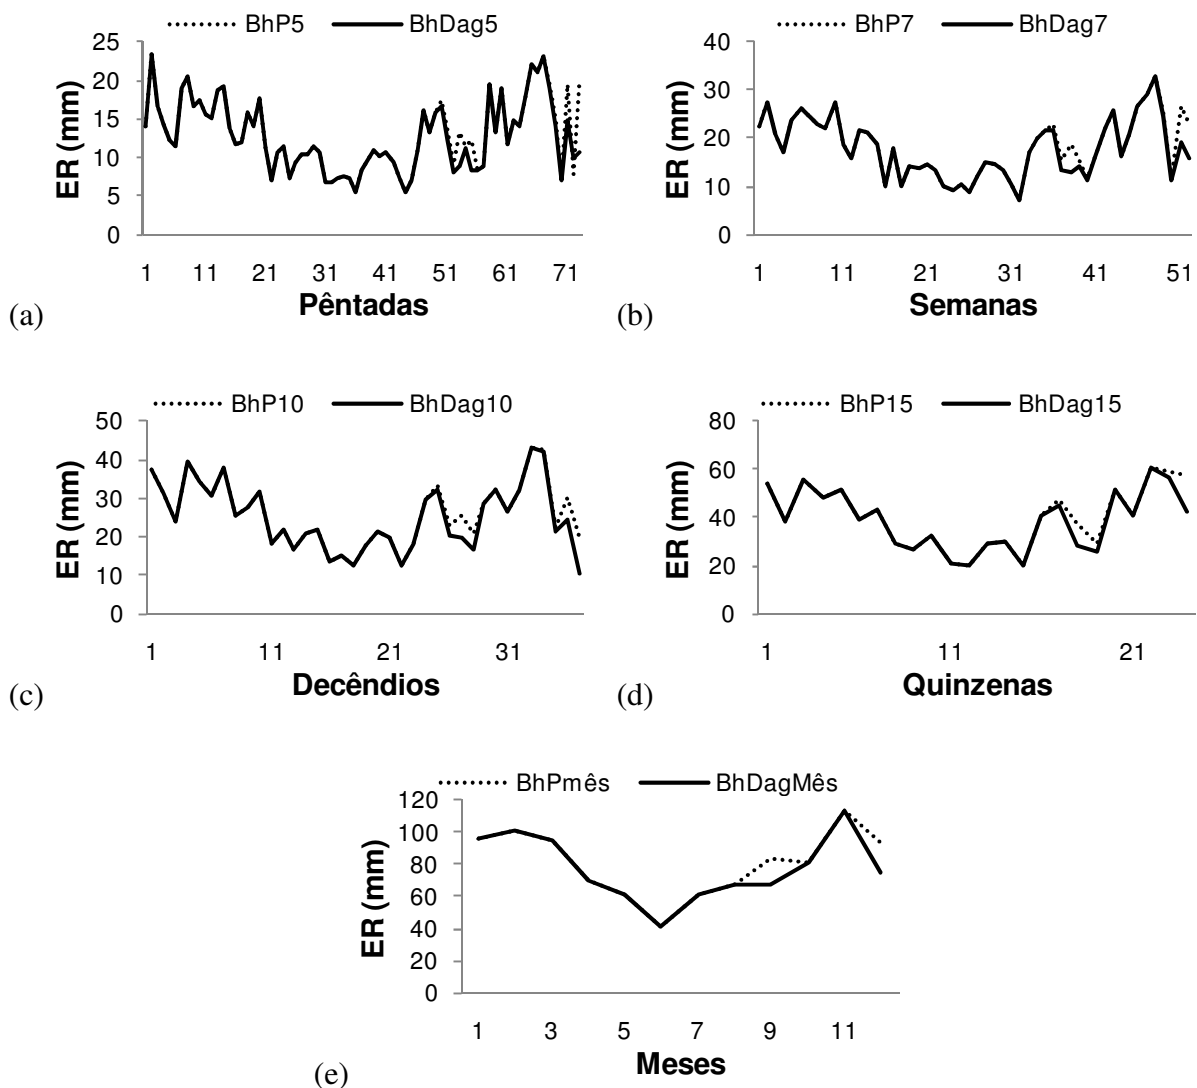 BhP5 BhDag5
25
20
15
10
5
0
ER (mm)
1 11 21 31 41 51 61 71
Pêntadas
(a)
BhP7 BhDag7
40
30
20
10
0
ER (mm)
1 11 21 31 41 51
Semanas
(b)
BhP10 BhDag10
50
40
30
20
10
0
ER (mm)
1 11 21 31
Decêndios
(c)
BhP15 BhDag15
80
60
40
20
0
ER (mm)
1 11 21
Quinzenas
(d)
BhPmês BhDagMês
120
100
80
60
40
20
0
ER (mm)
1 3 5 7 9 11
Meses
(e)